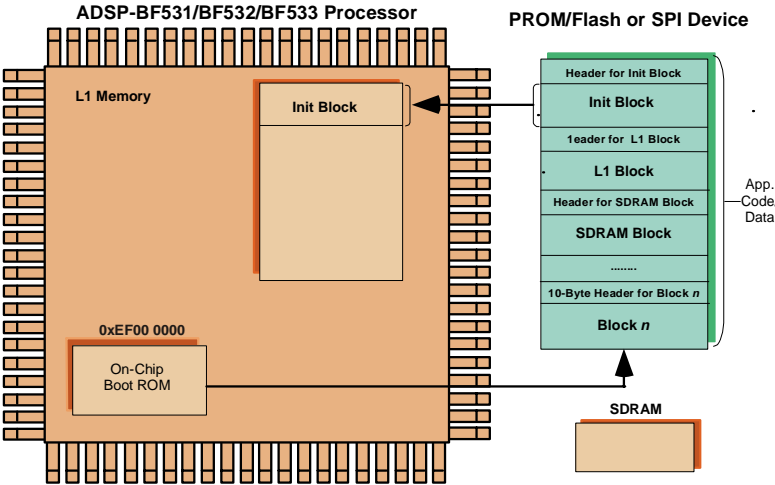 ADSP-BF531/BF532/BF533 Processor
PROM/Flash or SPI Device
L1 Memory
Init Block
Header for Init Block
Init Block
1eader for L1 Block
L1 Block
Header for SDRAM Block
SDRAM Block
........
10-Byte Header for Block n
Block n
App.
Code/
Data
0xEF00 0000
On-Chip
Boot ROM
SDRAM